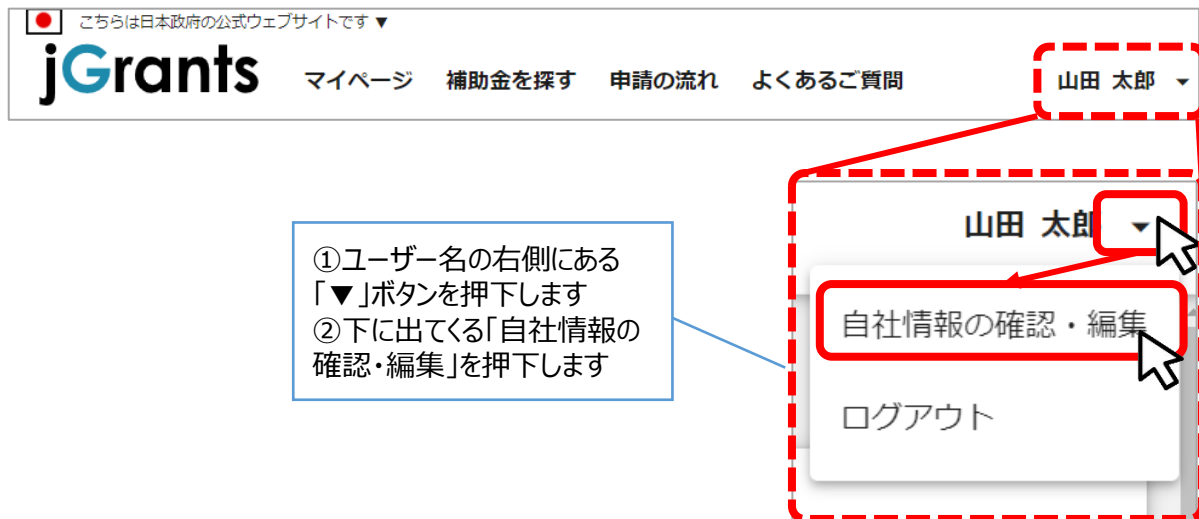 こちらは日本政府の公式ウェブサイトです ▼
jGrants マイページ 補助金を探す 申請の流れ よくあるご質問 山田 太郎 ▼
山田 太郎 ▼
①ユーザー名の右側にある
「▼」ボタンを押下します
②下に出てくる「自社情報の
確認・編集」を押下します
自社情報の確認・編集
ログアウト